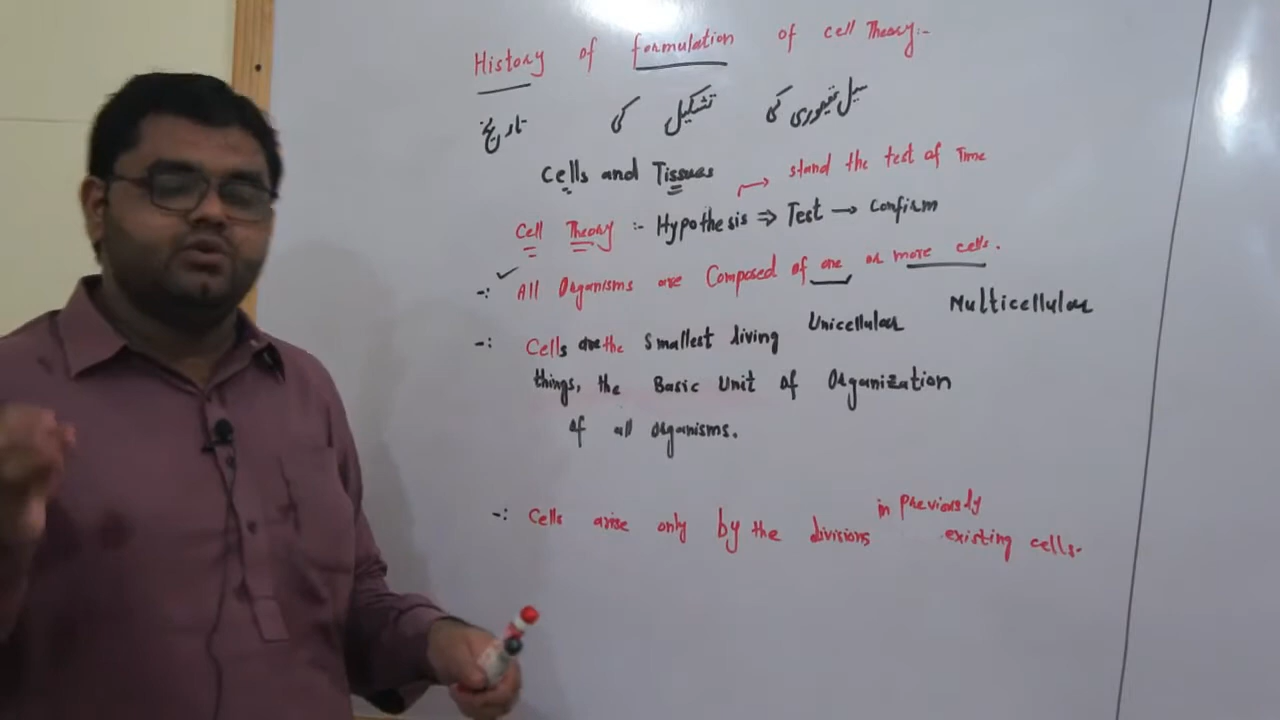 History of formulation of cell Theory:-
سیل تھیوری کی تشکیل کی تاریخ
Cells and Tissues
→ stand the test of Time
Cell Theory :- Hypothesis ⇒ Test → Confirm
✓
-: All Organisms are Composed of one or more cells.
Unicellular Multicellular
-: Cells are the Smallest living
things, the Basic Unit of Organization
of all organisms.
-: Cells arise only by the divisions in previously
existing cells.